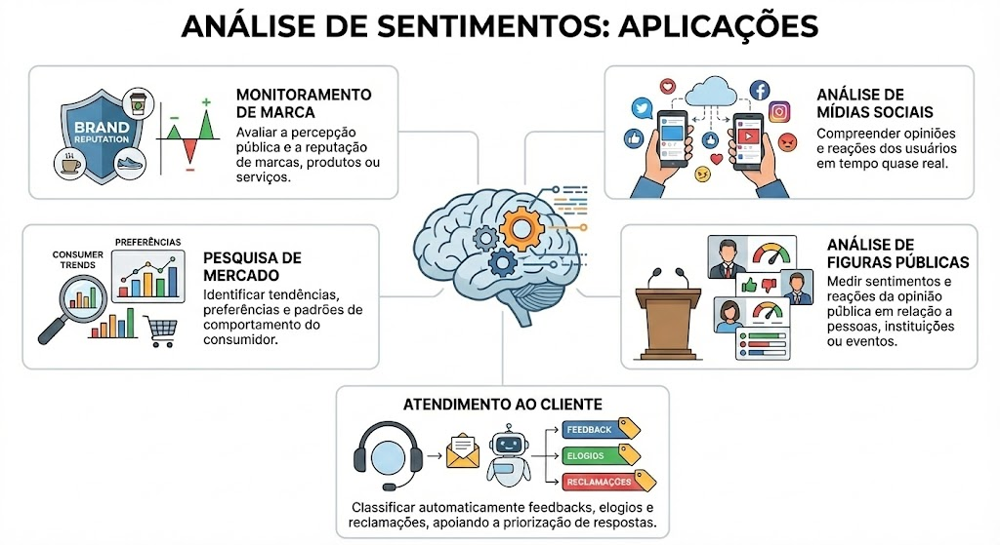 ANÁLISE DE SENTIMENTOS: APLICAÇÕES
BRAND
REPUTATION
MONITORAMENTO
DE MARCA
Avaliar a percepção
pública e a reputação
de marcas, produtos ou
serviços.
ANÁLISE DE
MÍDIAS SOCIAIS
Compreender opiniões
e reações dos usuários
em tempo quase real.
CONSUMER
TRENDS
PREFERÊNCIAS
PESQUISA DE
MERCADO
Identificar tendências,
preferências e padrões de
comportamento do
consumidor.
ANÁLISE DE
FIGURAS PÚBLICAS
Medir sentimentos e
reações da opinião
pública em relação a
pessoas, instituições
ou eventos.
ATENDIMENTO AO CLIENTE
FEEDBACK
ELOGIOS
RECLAMAÇÕES
Classificar automaticamente feedbacks, elogios e
reclamações, apoiando a priorização de respostas.